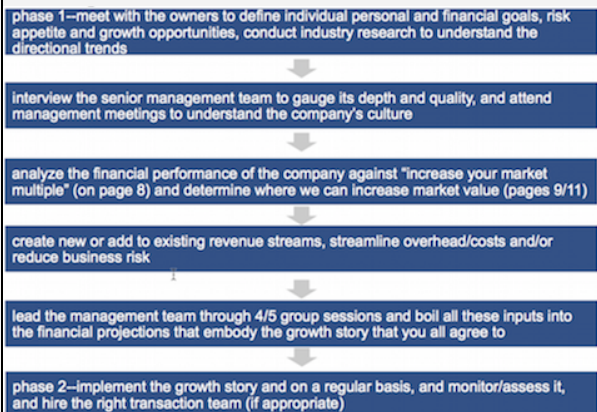 phase 1--meet with the owners to define individual personal and financial goals, risk
appetite and growth opportunities, conduct industry research to understand the
directional trends
interview the senior management team to gauge its depth and quality, and attend
management meetings to understand the company's culture
analyze the financial performance of the company against "increase your market
multiple" (on page 8) and determine where we can increase market value (pages 9/11)
create new or add to existing revenue streams, streamline overhead/costs and/or
reduce business risk
lead the management team through 4/5 group sessions and boil all these inputs into
the financial projections that embody the growth story that you all agree to
phase 2--implement the growth story and on a regular basis, and monitor/assess it,
and hire the right transaction team (if appropriate)